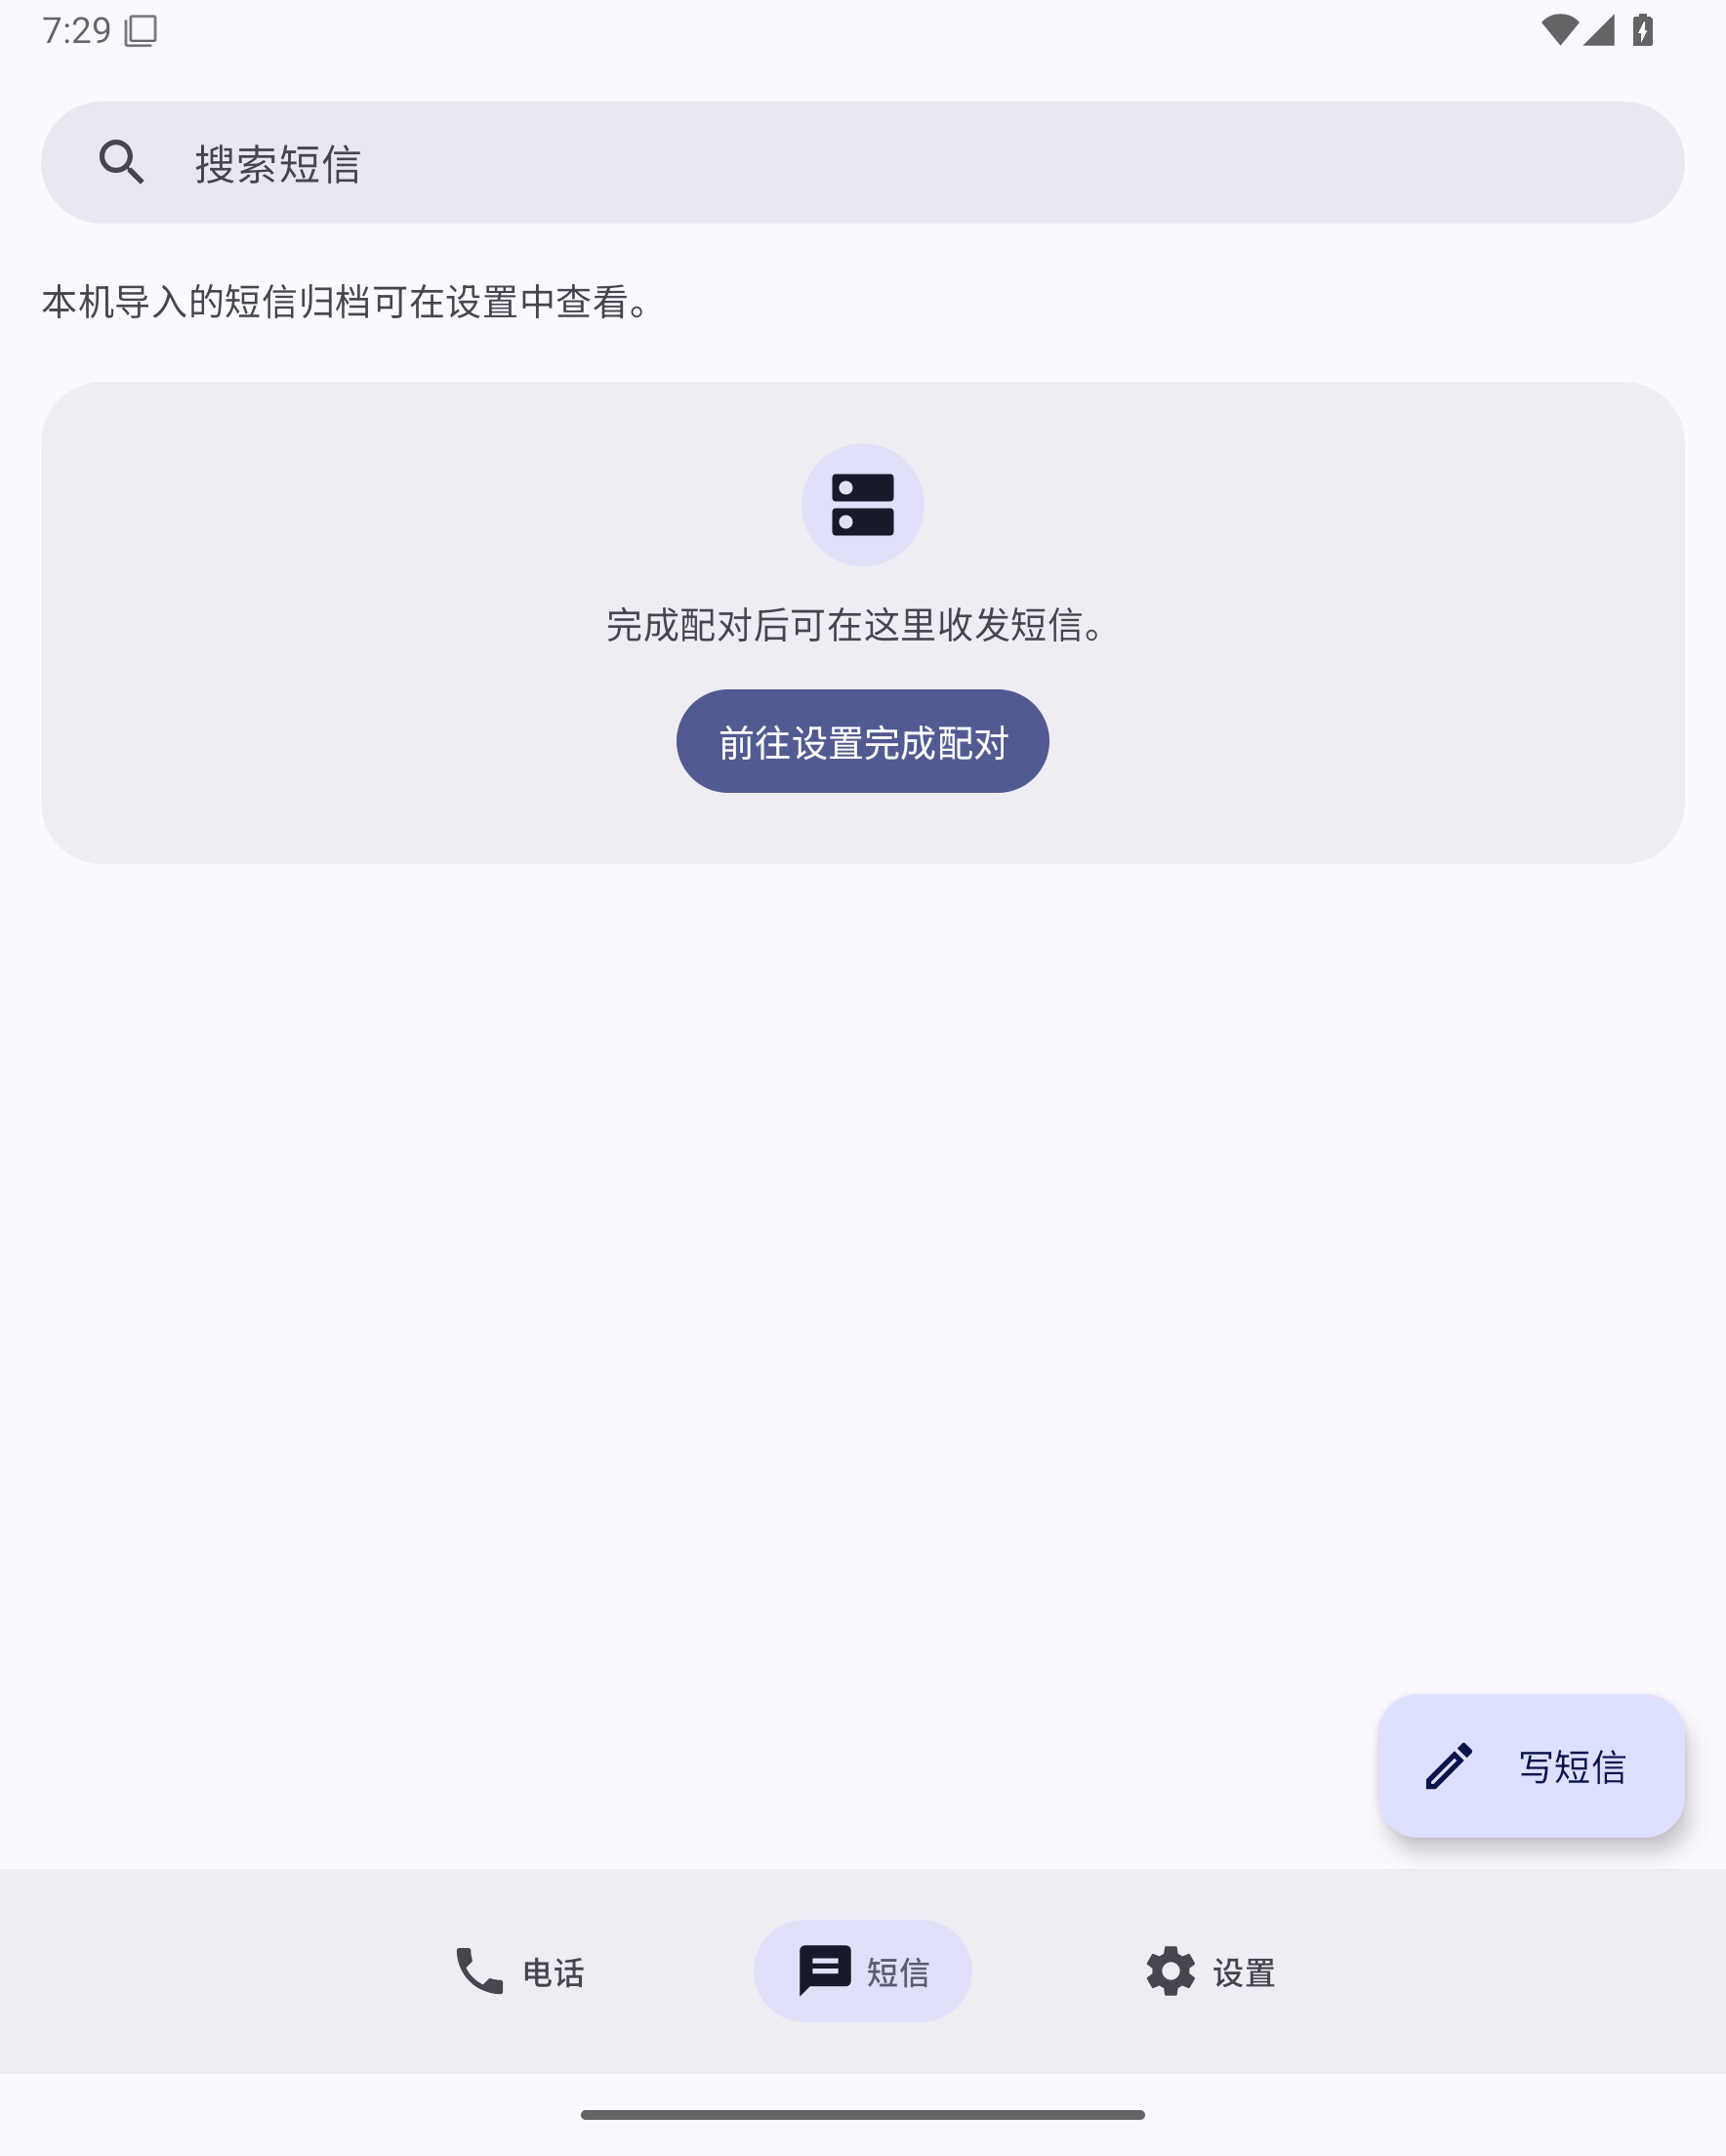 7:29
搜索短信
本机导入的短信归档可在设置中查看。
完成配对后可在这里收发短信。
前往设置完成配对
写短信
电话
短信
设置